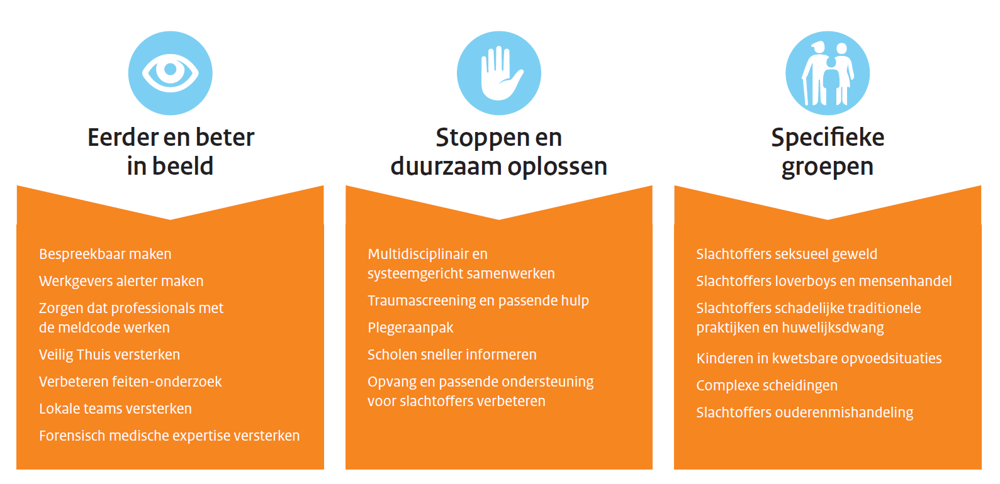 Eerder en beter
in beeld
Bespreekbaar maken
Werkgevers alerter maken
Zorgen dat professionals met
de meldcode werken
Veilig Thuis versterken
Verbeteren feiten-onderzoek
Lokale teams versterken
Forensisch medische expertise versterken
Stoppen en
duurzaam oplossen
Multidisciplinair en
systeemgericht samenwerken
Traumascreening en passende hulp
Plegeraanpak
Scholen sneller informeren
Opvang en passende ondersteuning
voor slachtoffers verbeteren
Specifieke
groepen
Slachtoffers seksueel geweld
Slachtoffers loverboys en mensenhandel
Slachtoffers schadelijke traditionele
praktijken en huwelijksdwang
Kinderen in kwetsbare opvoedsituaties
Complexe scheidingen
Slachtoffers ouderenmishandeling